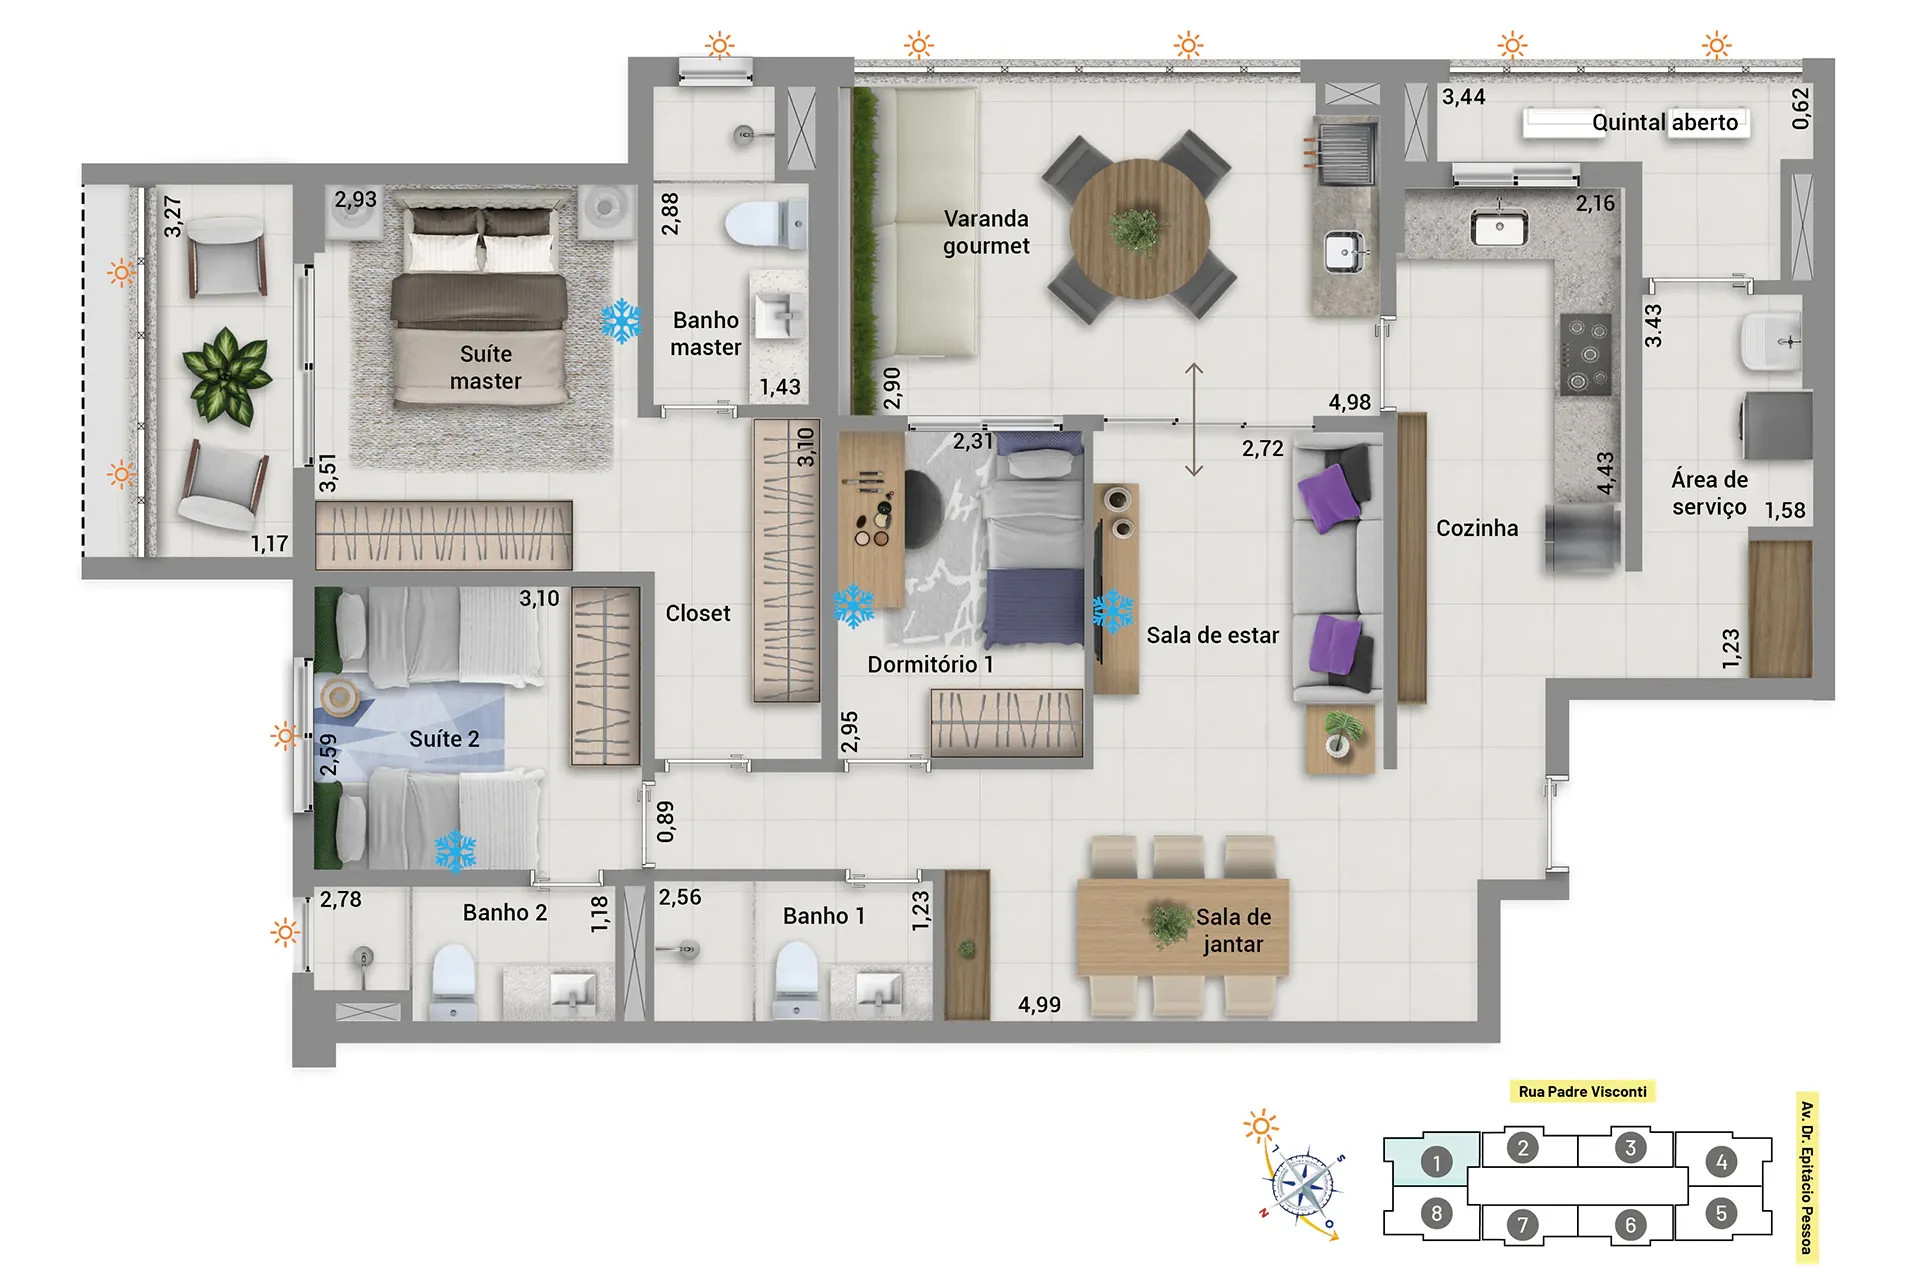 3,44
Quintal aberto
0,62
3,27
2,93
2,88
2,16
Varanda
gourmet
Banho
master
Suíte
master
3.43
1,43
2,90
4,98
3,51
3,10
2,31
2,72
4,43
Área de
serviço
1,58
Cozinha
1,17
3,10
Closet
Sala de estar
1,23
Dormitório 1
2,59
Suíte 2
2,95
0,89
2,78
Banho 2
1,18
2,56
Banho 1
1,23
Sala de
jantar
4,99
Rua Padre Visconti
Av. Dr. Epitácio Pessoa
L
S
N
O
1
2
3
4
8
7
6
5